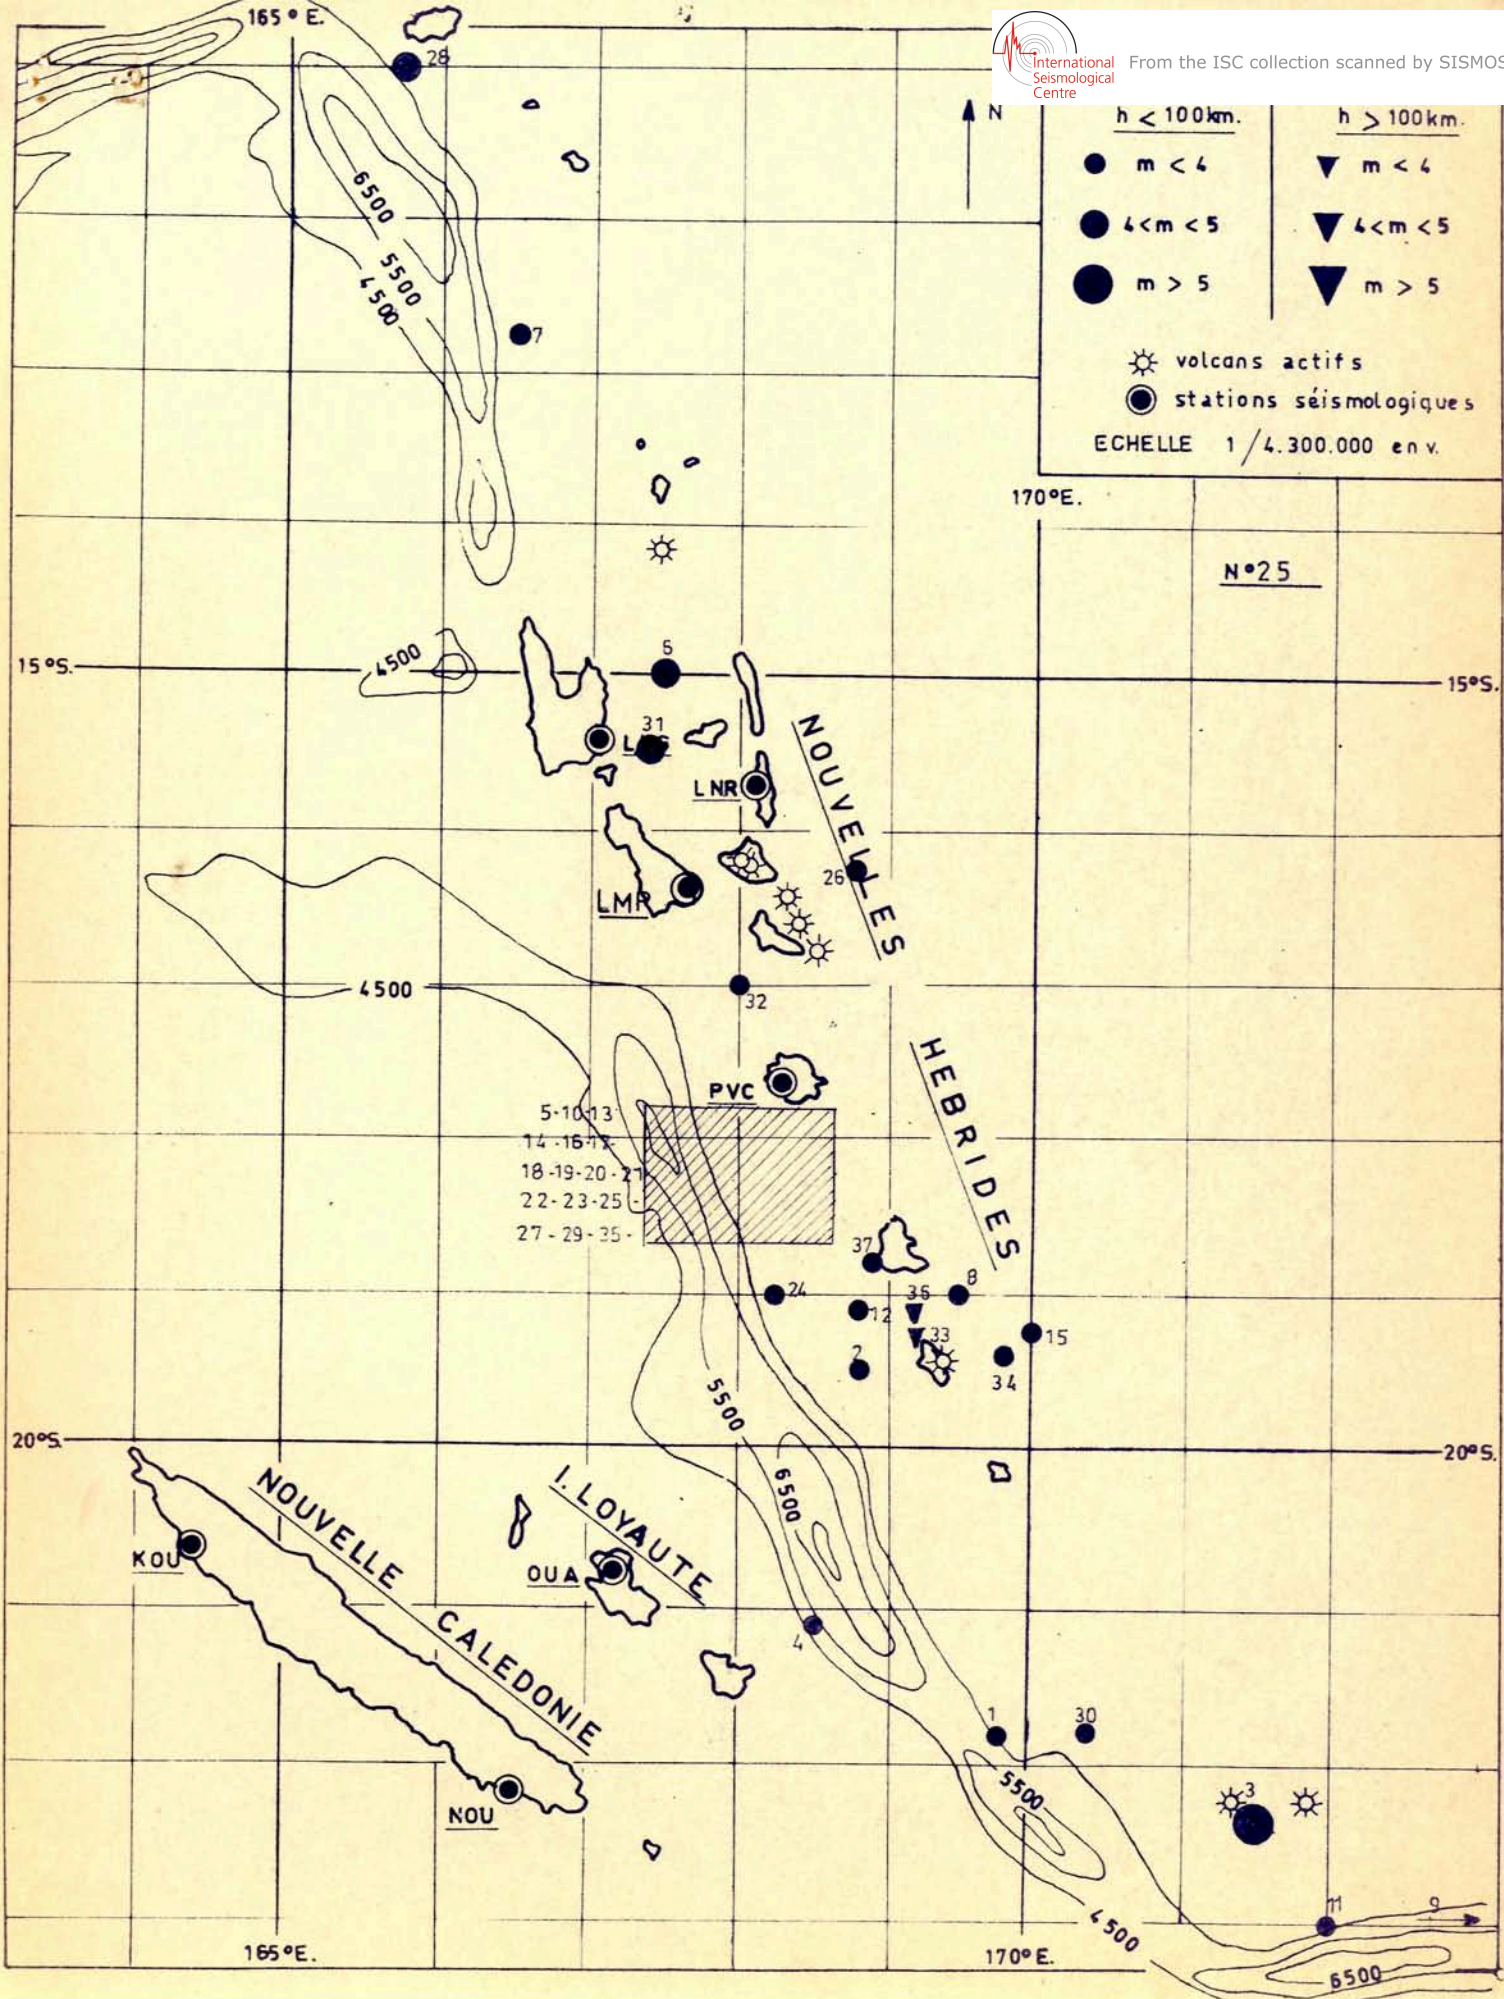 165° E.
International
Seismological
Centre
From the ISC collection scanned by SISMOS
28
N
h < 100km.
h > 100km.
m < 4
m < 4
4<m < 5
4<m <5
m > 5
m > 5
6500
5500
4500
7
volcans actifs
stations séismologiques
ECHELLE 1/4.300.000 env.
170°E.
N°25
15°S.
4500
15°S.
31
LNR
NOUVELLES
26
4500
32
HEBRIDES
PVC
5-10-13
14-16-17-
18-19-20-21
22-23-25-
27-29-35-
37
24
8
12
36
33
15
2
34
5500
20°S.
20°S.
6500
NOUVELLE CALEDONIE
I. LOYAUTE
KOU
OUA
4
1
30
5500
3
NOU
11
9
4500
165°E.
170°E.
6500